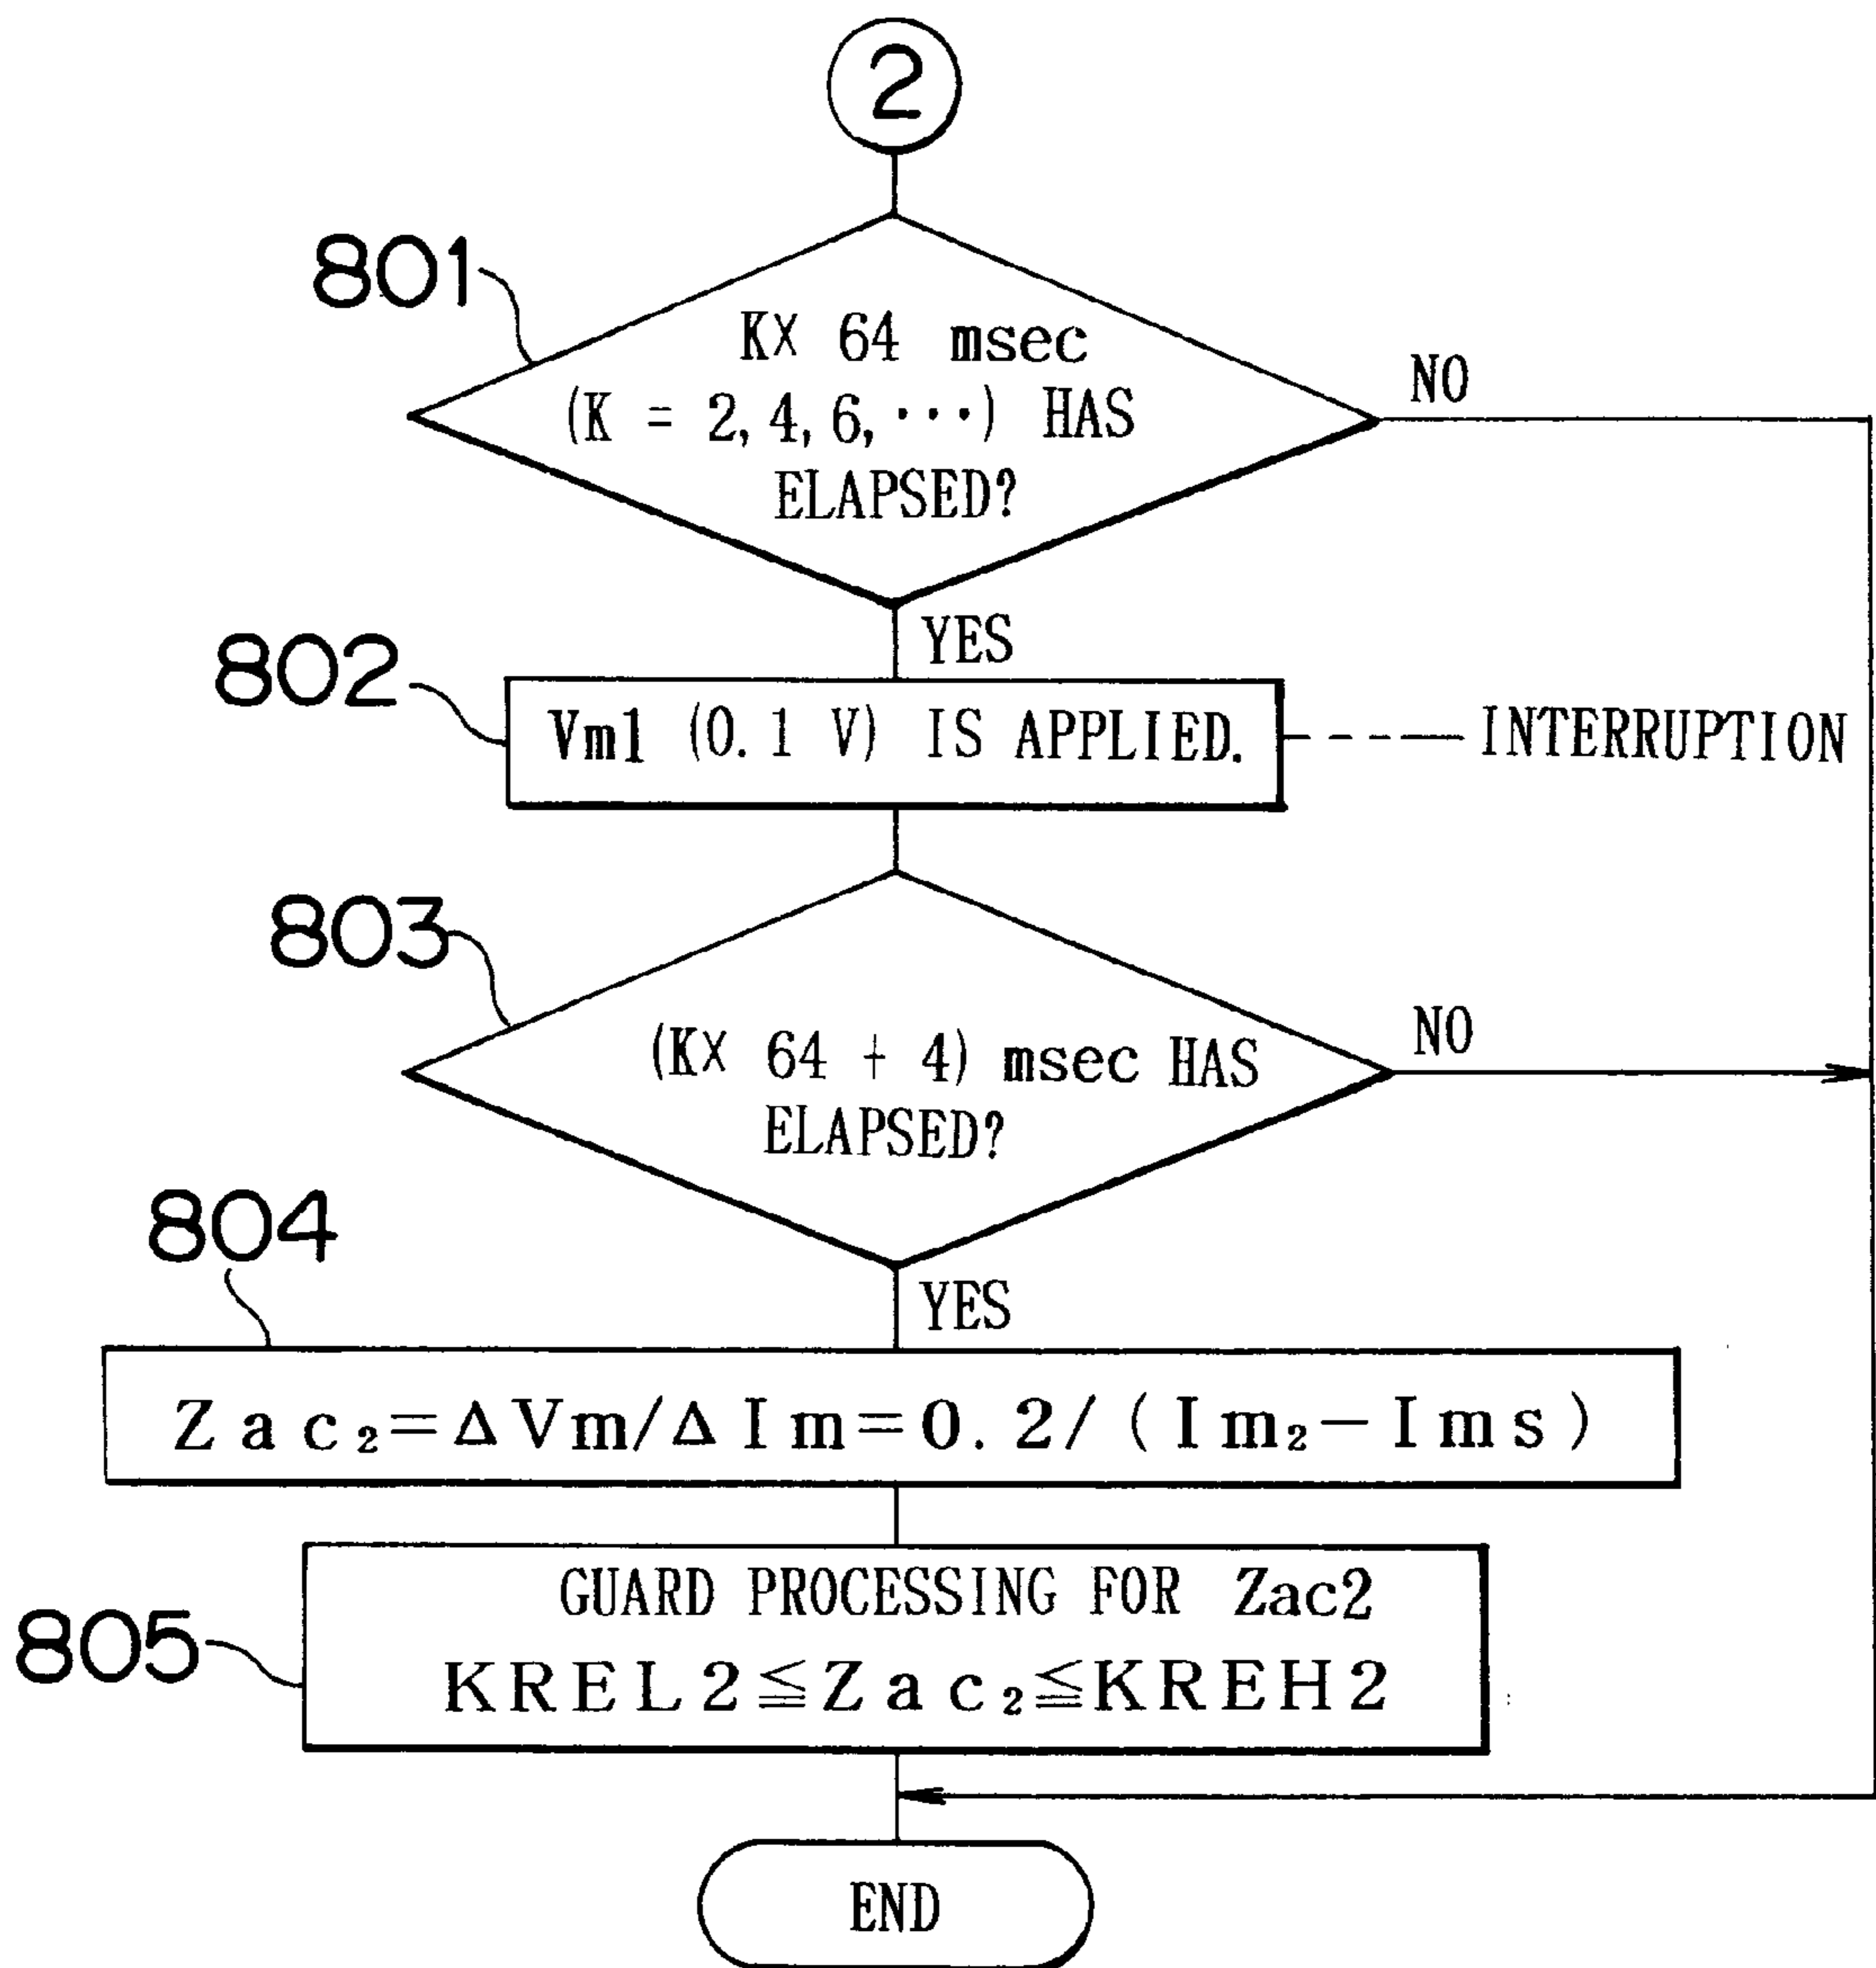 2
801
K× 64 msec
(K = 2, 4, 6, ···) HAS
ELAPSED?
NO
YES
802
Vm1 (0.1 V) IS APPLIED.
INTERRUPTION
803
(K× 64 + 4) msec HAS
ELAPSED?
NO
YES
804
Zac₂=ΔVm/ΔIm=0.2/(Im₂−Ims)
805
GUARD PROCESSING FOR Zac2
KREL2≦Zac₂≦KREH2
END